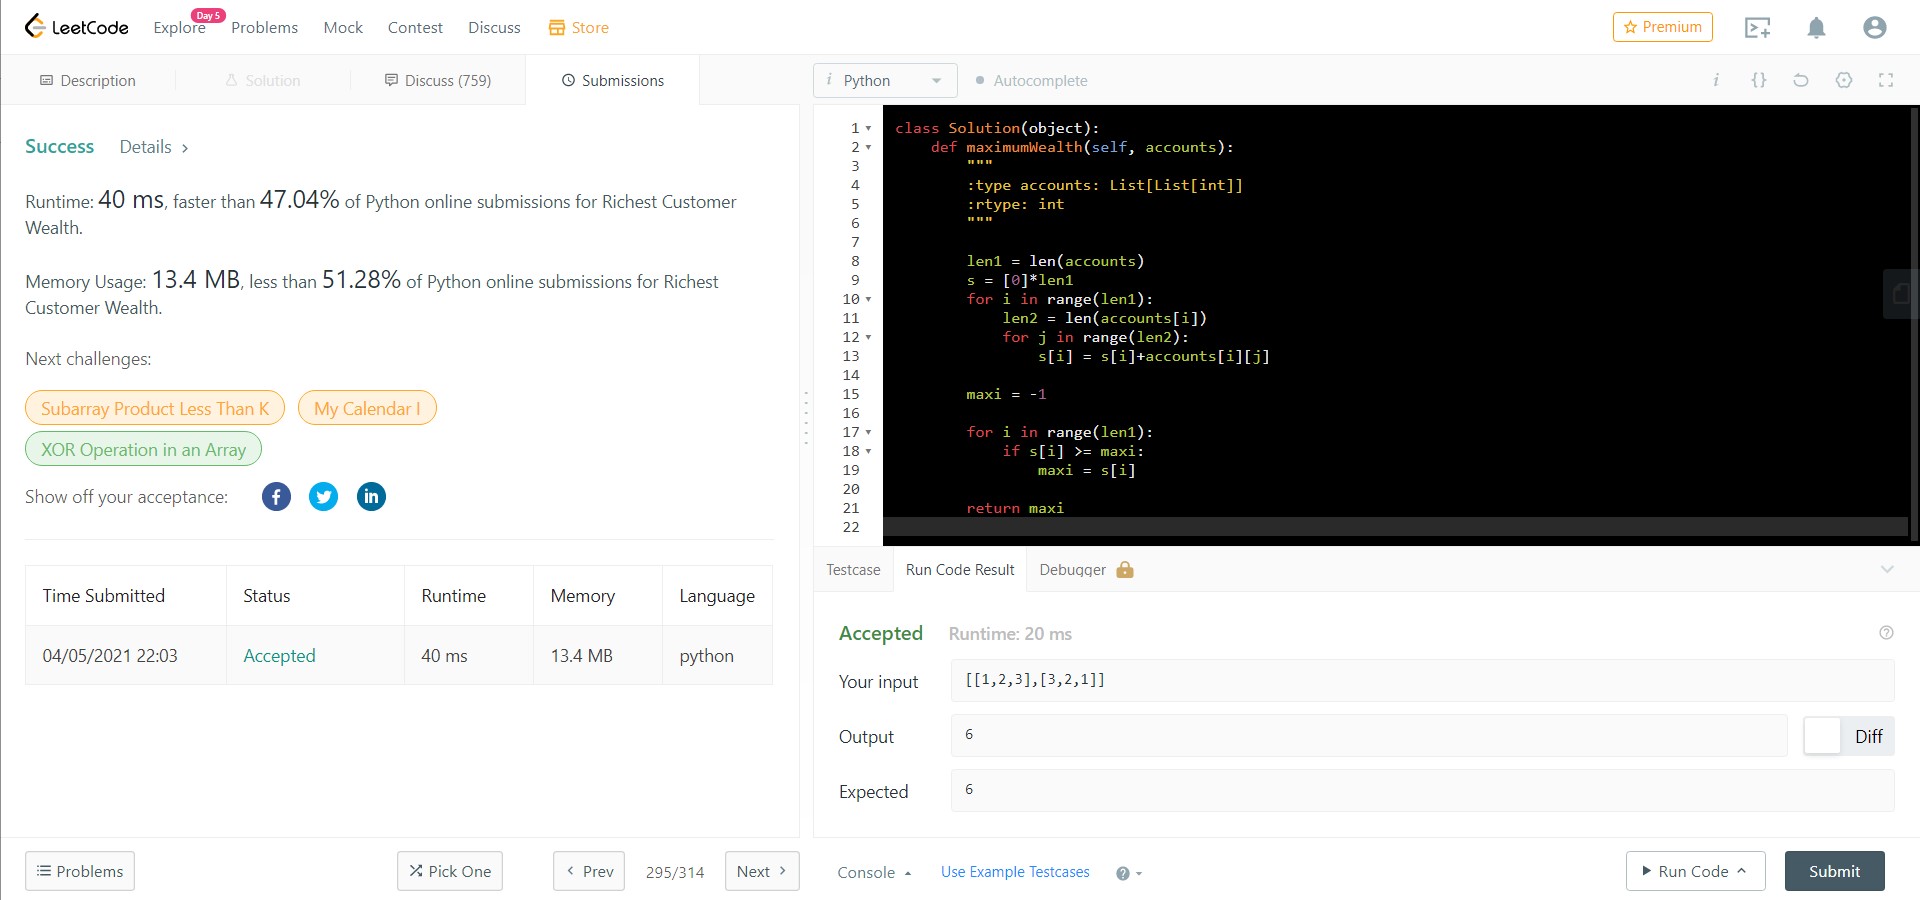 LeetCode Explore Day 5 Problems Mock Contest Discuss Store Premium
Description Solution Discuss (759) Submissions
i Python Autocomplete i {}
Success Details >
Runtime: 40 ms, faster than 47.04% of Python online submissions for Richest Customer
Wealth.
Memory Usage: 13.4 MB, less than 51.28% of Python online submissions for Richest
Customer Wealth.
Next challenges:
Subarray Product Less Than K My Calendar I
XOR Operation in an Array
Show off your acceptance: f in
Time Submitted Status Runtime Memory Language
04/05/2021 22:03 Accepted 40 ms 13.4 MB python
Problems Pick One < Prev 295/314 Next >
1 class Solution(object):
2     def maximumWealth(self, accounts):
3         """
4         :type accounts: List[List[int]]
5         :rtype: int
6         """
7
8         len1 = len(accounts)
9         s = [0]*len1
10         for i in range(len1):
11             len2 = len(accounts[i])
12             for j in range(len2):
13                 s[i] = s[i]+accounts[i][j]
14
15         maxi = -1
16
17         for i in range(len1):
18             if s[i] >= maxi:
19                 maxi = s[i]
20
21         return maxi
22
Testcase Run Code Result Debugger
Accepted Runtime: 20 ms ?
Your input [[1,2,3],[3,2,1]]
Output 6 Diff
Expected 6
Console Use Example Testcases ? Run Code Submit